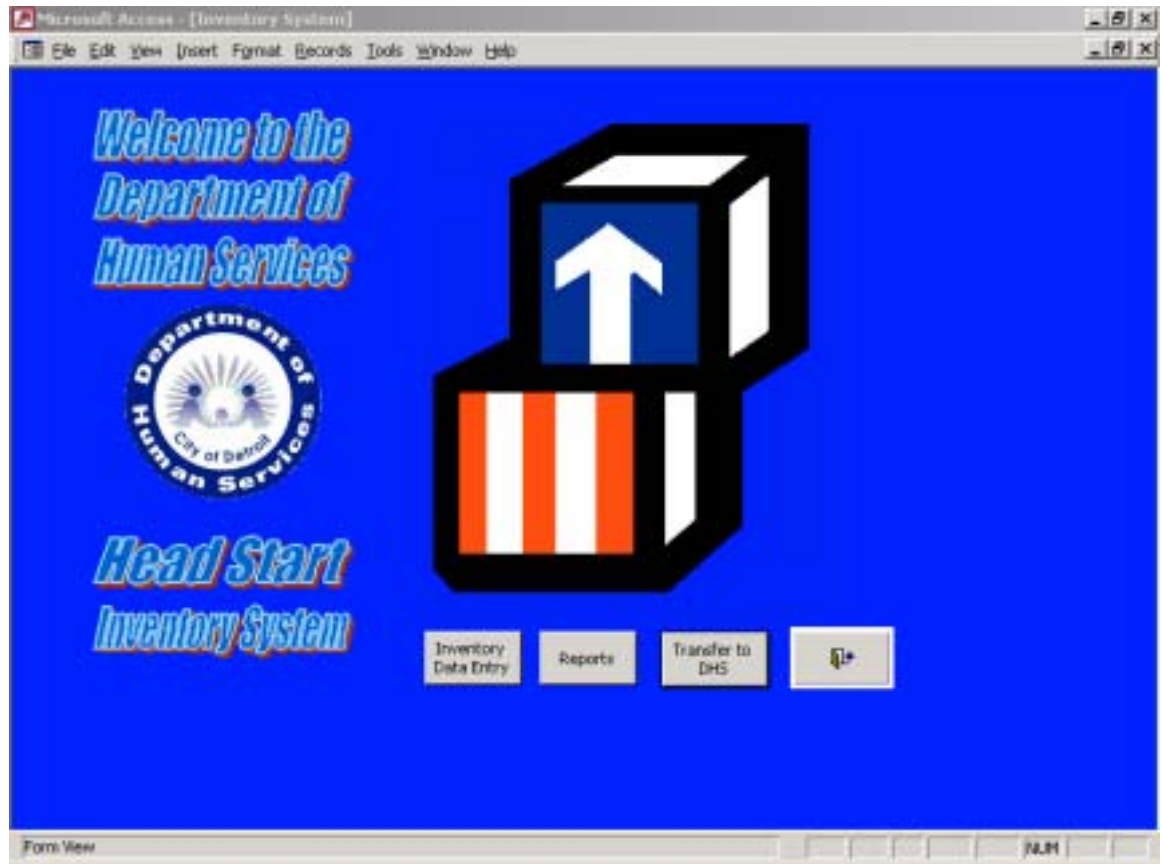 Microsoft Access - [Inventory System]
File Edit View Insert Format Records Tools Window Help
Welcome to the
Department of
Human Services
Department of
Human Services
City of Detroit
Head Start
Inventory System
Inventory
Data Entry
Reports
Transfer to
DHS
Form View
NUM